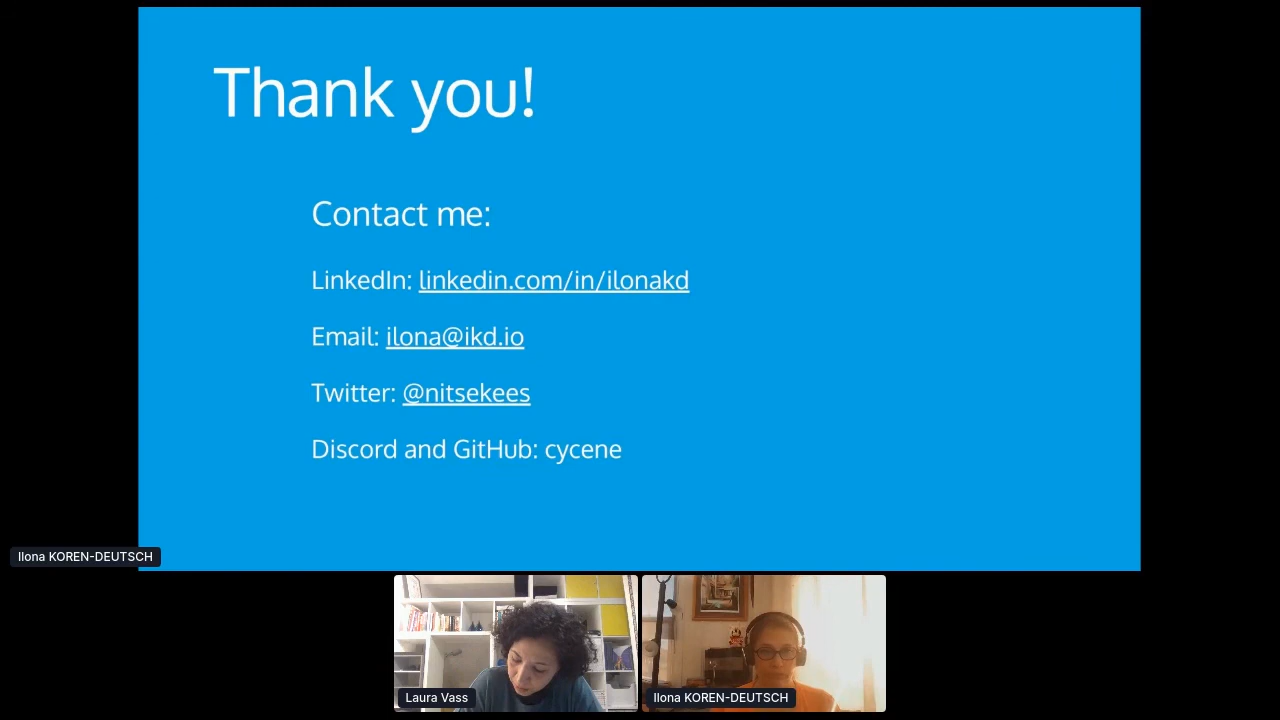 Thank you!
Contact me:
LinkedIn: linkedin.com/in/ilonakd
Email: ilona@ikd.io
Twitter: @nitsekees
Discord and GitHub: cycene
Ilona KOREN-DEUTSCH
Laura Vass
Ilona KOREN-DEUTSCH